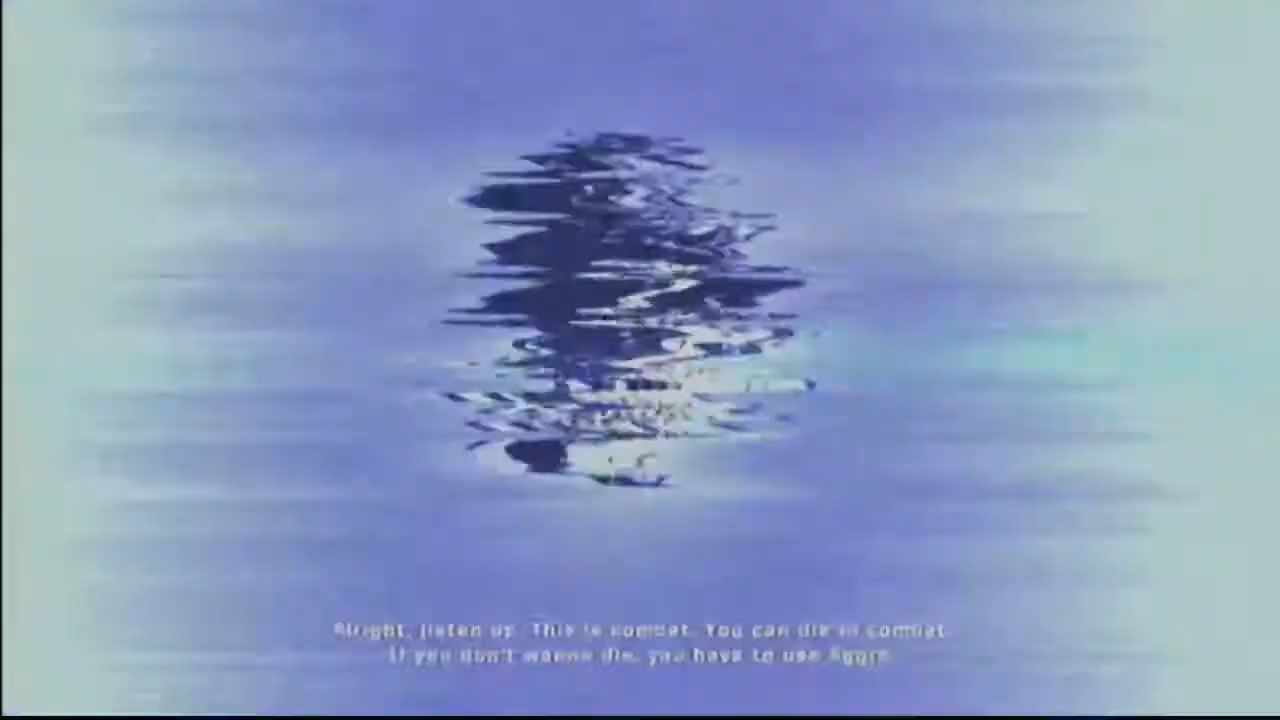 Alright, listen up. This is combat. You can die in combat.
If you don't wanna die, you have to use Aggro.